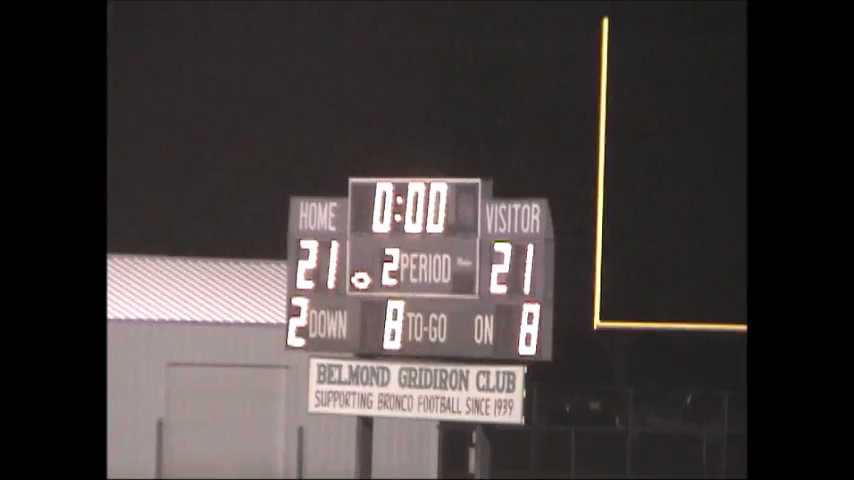 0:00
HOME VISITOR
21 2 PERIOD 21
2 DOWN 8 TO-GO ON 8
BELMOND GRIDIRON CLUB
SUPPORTING BRONCO FOOTBALL SINCE 1939